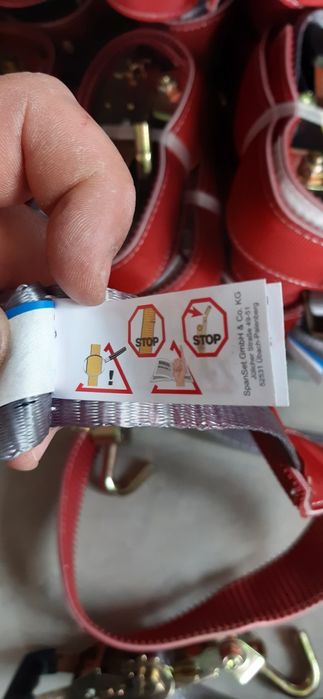 STOP
STOP
!
SpanSet GmbH & Co. KG
Jülicher Straße 49-51
52531 Übach-Palenberg